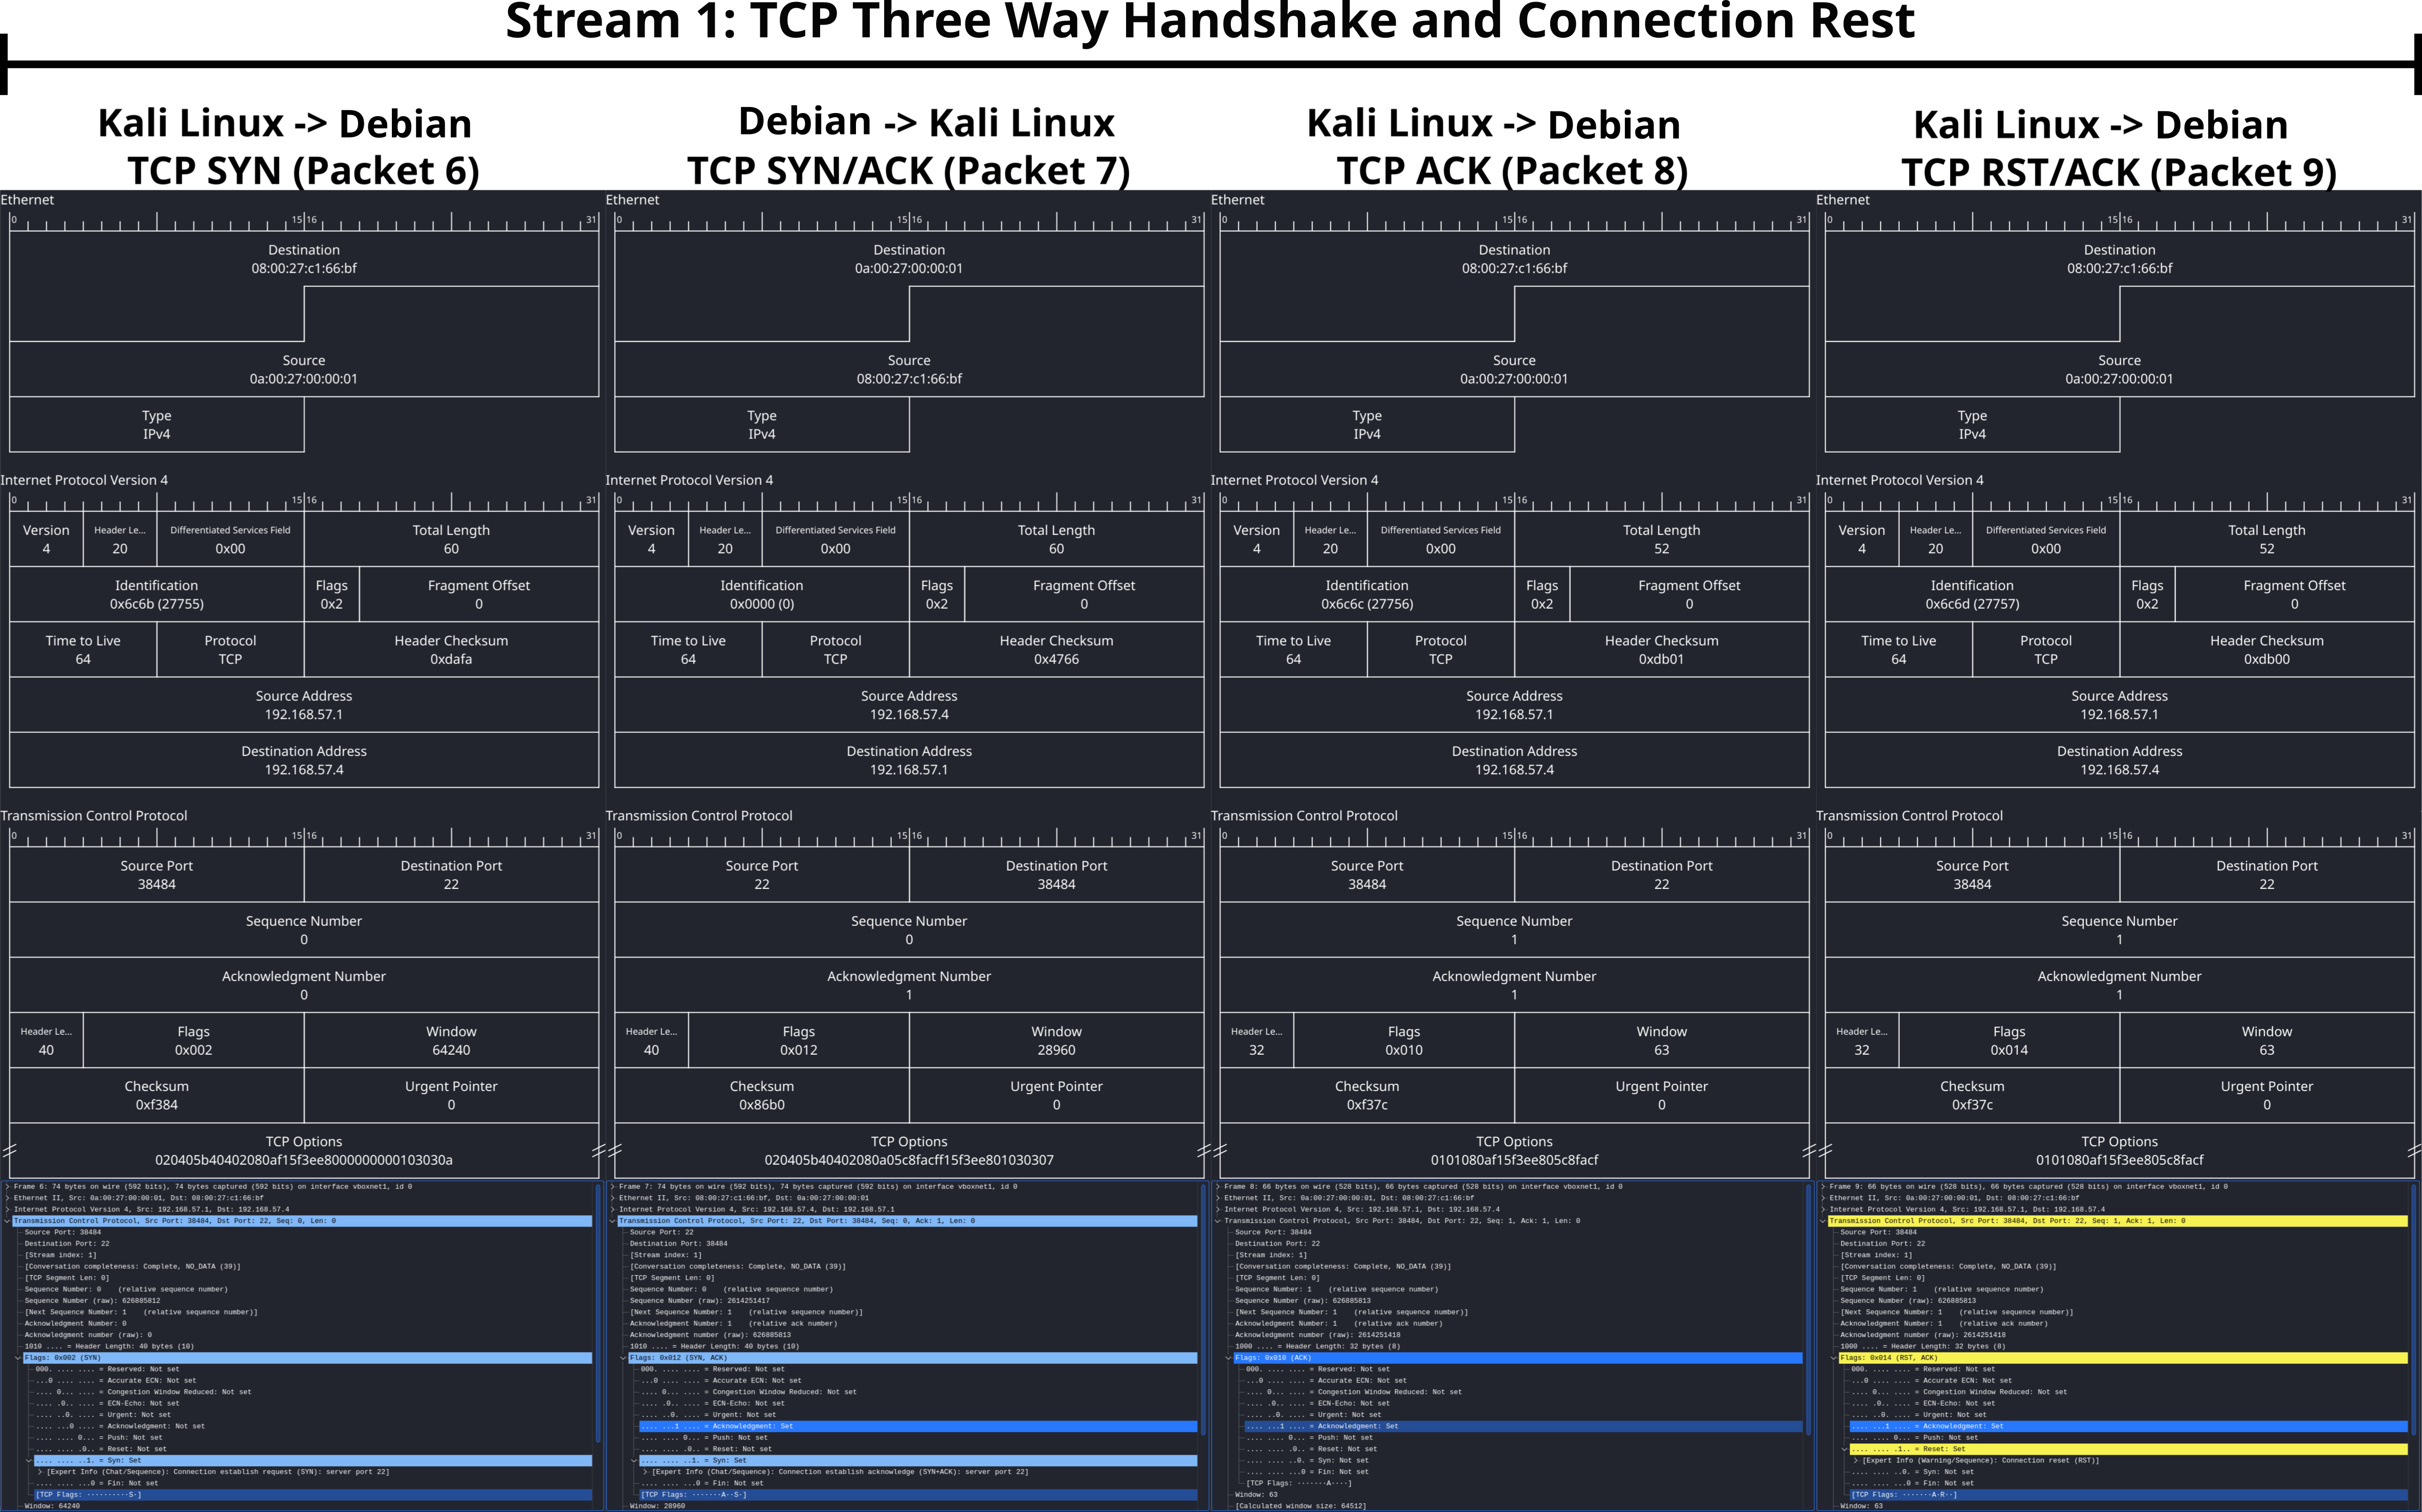 Stream 1: TCP Three Way Handshake and Connection Rest
Kali Linux -> Debian
TCP SYN (Packet 6)
Ethernet
0 15 16 31
Destination
08:00:27:c1:66:bf
Source
0a:00:27:00:00:01
Type
IPv4
Internet Protocol Version 4
0 15 16 31
Version Header Le... Differentiated Services Field Total Length
4 20 0x00 60
Identification Flags Fragment Offset
0x6c6b (27755) 0x2 0
Time to Live Protocol Header Checksum
64 TCP 0xdafa
Source Address
192.168.57.1
Destination Address
192.168.57.4
Transmission Control Protocol
0 15 16 31
Source Port Destination Port
38484 22
Sequence Number
0
Acknowledgment Number
0
Header Le... Flags Window
40 0x002 64240
Checksum Urgent Pointer
0xf384 0
TCP Options
020405b40402080af15f3ee8000000000103030a
Frame 6: 74 bytes on wire (592 bits), 74 bytes captured (592 bits) on interface vboxnet1, id 0
Ethernet II, Src: 0a:00:27:00:00:01, Dst: 08:00:27:c1:66:bf
Internet Protocol Version 4, Src: 192.168.57.1, Dst: 192.168.57.4
Transmission Control Protocol, Src Port: 38484, Dst Port: 22, Seq: 0, Len: 0
Source Port: 38484
Destination Port: 22
[Stream index: 1]
[Conversation completeness: Complete, NO_DATA (39)]
[TCP Segment Len: 0]
Sequence Number: 0 (relative sequence number)
Sequence Number (raw): 626885812
[Next Sequence Number: 1 (relative sequence number)]
Acknowledgment Number: 0
Acknowledgment number (raw): 0
1010 .... = Header Length: 40 bytes (10)
Flags: 0x002 (SYN)
000. .... .... = Reserved: Not set
...0 .... .... = Accurate ECN: Not set
.... 0... .... = Congestion Window Reduced: Not set
.... .0.. .... = ECN-Echo: Not set
.... ..0. .... = Urgent: Not set
.... ...0 .... = Acknowledgment: Not set
.... .... 0... = Push: Not set
.... .... .0.. = Reset: Not set
.... .... ..1. = Syn: Set
[Expert Info (Chat/Sequence): Connection establish request (SYN): server port 22]
.... .... ...0 = Fin: Not set
[TCP Flags: ··········S·]
Window: 64240
Debian -> Kali Linux
TCP SYN/ACK (Packet 7)
Ethernet
0 15 16 31
Destination
0a:00:27:00:00:01
Source
08:00:27:c1:66:bf
Type
IPv4
Internet Protocol Version 4
0 15 16 31
Version Header Le... Differentiated Services Field Total Length
4 20 0x00 60
Identification Flags Fragment Offset
0x0000 (0) 0x2 0
Time to Live Protocol Header Checksum
64 TCP 0x4766
Source Address
192.168.57.4
Destination Address
192.168.57.1
Transmission Control Protocol
0 15 16 31
Source Port Destination Port
22 38484
Sequence Number
0
Acknowledgment Number
1
Header Le... Flags Window
40 0x012 28960
Checksum Urgent Pointer
0x86b0 0
TCP Options
020405b40402080a05c8facff15f3ee801030307
Frame 7: 74 bytes on wire (592 bits), 74 bytes captured (592 bits) on interface vboxnet1, id 0
Ethernet II, Src: 08:00:27:c1:66:bf, Dst: 0a:00:27:00:00:01
Internet Protocol Version 4, Src: 192.168.57.4, Dst: 192.168.57.1
Transmission Control Protocol, Src Port: 22, Dst Port: 38484, Seq: 0, Ack: 1, Len: 0
Source Port: 22
Destination Port: 38484
[Stream index: 1]
[Conversation completeness: Complete, NO_DATA (39)]
[TCP Segment Len: 0]
Sequence Number: 0 (relative sequence number)
Sequence Number (raw): 2614251417
[Next Sequence Number: 1 (relative sequence number)]
Acknowledgment Number: 1 (relative ack number)
Acknowledgment number (raw): 626885813
1010 .... = Header Length: 40 bytes (10)
Flags: 0x012 (SYN, ACK)
000. .... .... = Reserved: Not set
...0 .... .... = Accurate ECN: Not set
.... 0... .... = Congestion Window Reduced: Not set
.... .0.. .... = ECN-Echo: Not set
.... ..0. .... = Urgent: Not set
.... ...1 .... = Acknowledgment: Set
.... .... 0... = Push: Not set
.... .... .0.. = Reset: Not set
.... .... ..1. = Syn: Set
[Expert Info (Chat/Sequence): Connection establish acknowledge (SYN+ACK): server port 22]
.... .... ...0 = Fin: Not set
[TCP Flags: ·······A··S·]
Window: 28960
Kali Linux -> Debian
TCP ACK (Packet 8)
Ethernet
0 15 16 31
Destination
08:00:27:c1:66:bf
Source
0a:00:27:00:00:01
Type
IPv4
Internet Protocol Version 4
0 15 16 31
Version Header Le... Differentiated Services Field Total Length
4 20 0x00 52
Identification Flags Fragment Offset
0x6c6c (27756) 0x2 0
Time to Live Protocol Header Checksum
64 TCP 0xdb01
Source Address
192.168.57.1
Destination Address
192.168.57.4
Transmission Control Protocol
0 15 16 31
Source Port Destination Port
38484 22
Sequence Number
1
Acknowledgment Number
1
Header Le... Flags Window
32 0x010 63
Checksum Urgent Pointer
0xf37c 0
TCP Options
0101080af15f3ee805c8facf
Frame 8: 66 bytes on wire (528 bits), 66 bytes captured (528 bits) on interface vboxnet1, id 0
Ethernet II, Src: 0a:00:27:00:00:01, Dst: 08:00:27:c1:66:bf
Internet Protocol Version 4, Src: 192.168.57.1, Dst: 192.168.57.4
Transmission Control Protocol, Src Port: 38484, Dst Port: 22, Seq: 1, Ack: 1, Len: 0
Source Port: 38484
Destination Port: 22
[Stream index: 1]
[Conversation completeness: Complete, NO_DATA (39)]
[TCP Segment Len: 0]
Sequence Number: 1 (relative sequence number)
Sequence Number (raw): 626885813
[Next Sequence Number: 1 (relative sequence number)]
Acknowledgment Number: 1 (relative ack number)
Acknowledgment number (raw): 2614251418
1000 .... = Header Length: 32 bytes (8)
Flags: 0x010 (ACK)
000. .... .... = Reserved: Not set
...0 .... .... = Accurate ECN: Not set
.... 0... .... = Congestion Window Reduced: Not set
.... .0.. .... = ECN-Echo: Not set
.... ..0. .... = Urgent: Not set
.... ...1 .... = Acknowledgment: Set
.... .... 0... = Push: Not set
.... .... .0.. = Reset: Not set
.... .... ..0. = Syn: Not set
.... .... ...0 = Fin: Not set
[TCP Flags: ·······A····]
Window: 63
[Calculated window size: 64512]
Kali Linux -> Debian
TCP RST/ACK (Packet 9)
Ethernet
0 15 16 31
Destination
08:00:27:c1:66:bf
Source
0a:00:27:00:00:01
Type
IPv4
Internet Protocol Version 4
0 15 16 31
Version Header Le... Differentiated Services Field Total Length
4 20 0x00 52
Identification Flags Fragment Offset
0x6c6d (27757) 0x2 0
Time to Live Protocol Header Checksum
64 TCP 0xdb00
Source Address
192.168.57.1
Destination Address
192.168.57.4
Transmission Control Protocol
0 15 16 31
Source Port Destination Port
38484 22
Sequence Number
1
Acknowledgment Number
1
Header Le... Flags Window
32 0x014 63
Checksum Urgent Pointer
0xf37c 0
TCP Options
0101080af15f3ee805c8facf
Frame 9: 66 bytes on wire (528 bits), 66 bytes captured (528 bits) on interface vboxnet1, id 0
Ethernet II, Src: 0a:00:27:00:00:01, Dst: 08:00:27:c1:66:bf
Internet Protocol Version 4, Src: 192.168.57.1, Dst: 192.168.57.4
Transmission Control Protocol, Src Port: 38484, Dst Port: 22, Seq: 1, Ack: 1, Len: 0
Source Port: 38484
Destination Port: 22
[Stream index: 1]
[Conversation completeness: Complete, NO_DATA (39)]
[TCP Segment Len: 0]
Sequence Number: 1 (relative sequence number)
Sequence Number (raw): 626885813
[Next Sequence Number: 1 (relative sequence number)]
Acknowledgment Number: 1 (relative ack number)
Acknowledgment number (raw): 2614251418
1000 .... = Header Length: 32 bytes (8)
Flags: 0x014 (RST, ACK)
000. .... .... = Reserved: Not set
...0 .... .... = Accurate ECN: Not set
.... 0... .... = Congestion Window Reduced: Not set
.... .0.. .... = ECN-Echo: Not set
.... ..0. .... = Urgent: Not set
.... ...1 .... = Acknowledgment: Set
.... .... 0... = Push: Not set
.... .... .1.. = Reset: Set
[Expert Info (Warning/Sequence): Connection reset (RST)]
.... .... ..0. = Syn: Not set
.... .... ...0 = Fin: Not set
[TCP Flags: ·······A·R··]
Window: 63